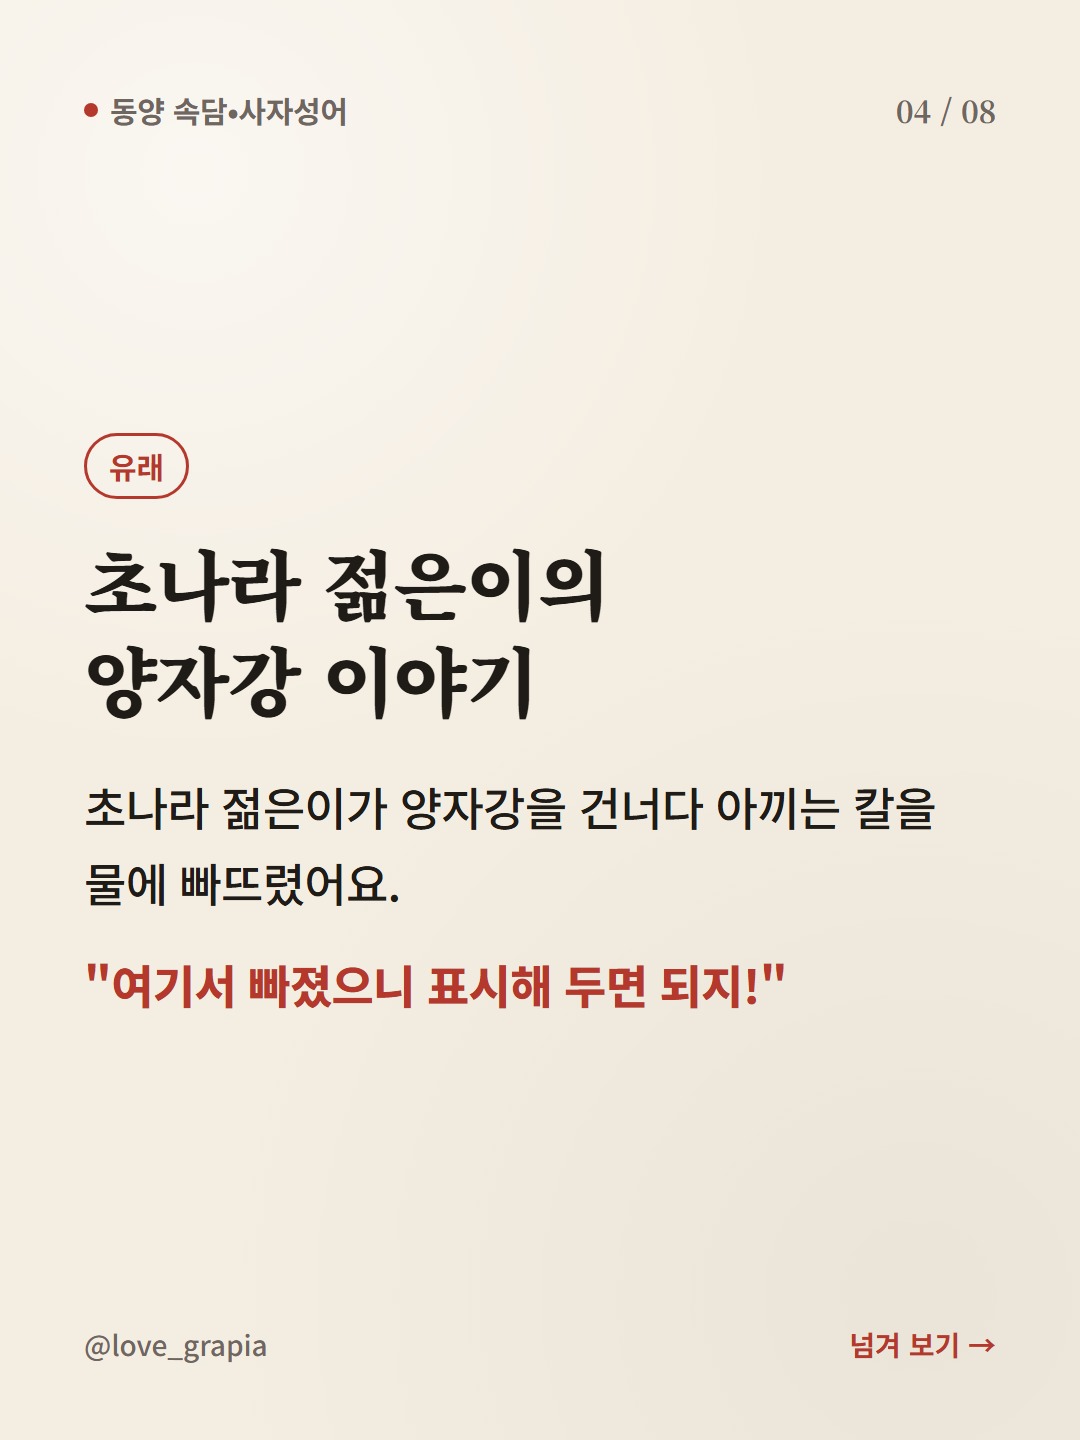 동양 속담•사자성어
04 / 08
유래
초나라 젊은이의
양자강 이야기
초나라 젊은이가 양자강을 건너다 아끼는 칼을
물에 빠뜨렸어요.
"여기서 빠졌으니 표시해 두면 되지!"
@love_grapia
넘겨 보기 →